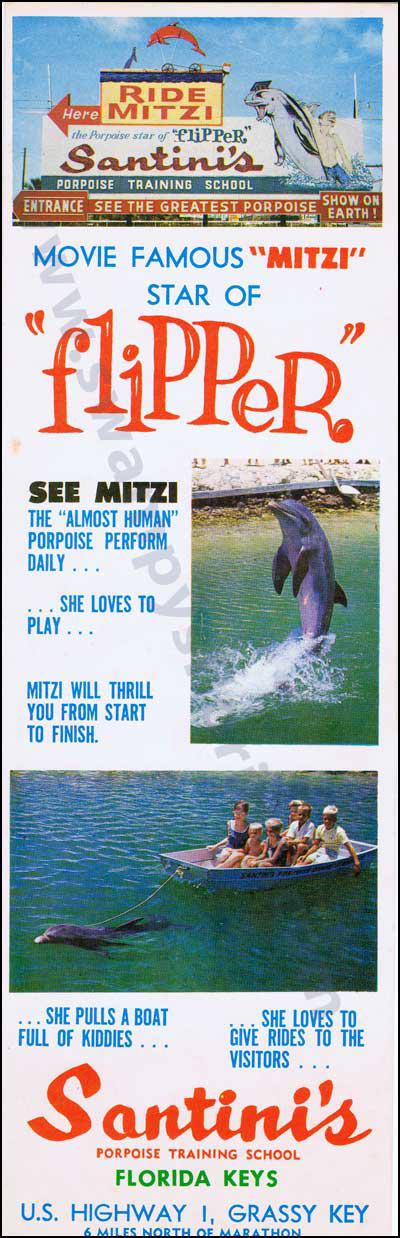 RIDE
Here MITZI
the Porpoise star of "fLiPPER"
Santini's
PORPOISE TRAINING SCHOOL
ENTRANCE SEE THE GREATEST PORPOISE SHOW ON EARTH!
MOVIE FAMOUS "MITZI"
STAR OF
"fLiPPeR"
SEE MITZI
THE "ALMOST HUMAN"
PORPOISE PERFORM
DAILY . . .
. . . SHE LOVES TO
PLAY . . .
MITZI WILL THRILL
YOU FROM START
TO FINISH.
. . . SHE PULLS A BOAT
FULL OF KIDDIES . . .
. . . SHE LOVES TO
GIVE RIDES TO THE
VISITORS . . .
Santini's
PORPOISE TRAINING SCHOOL
FLORIDA KEYS
U.S. HIGHWAY 1, GRASSY KEY
6 MILES NORTH OF MARATHON